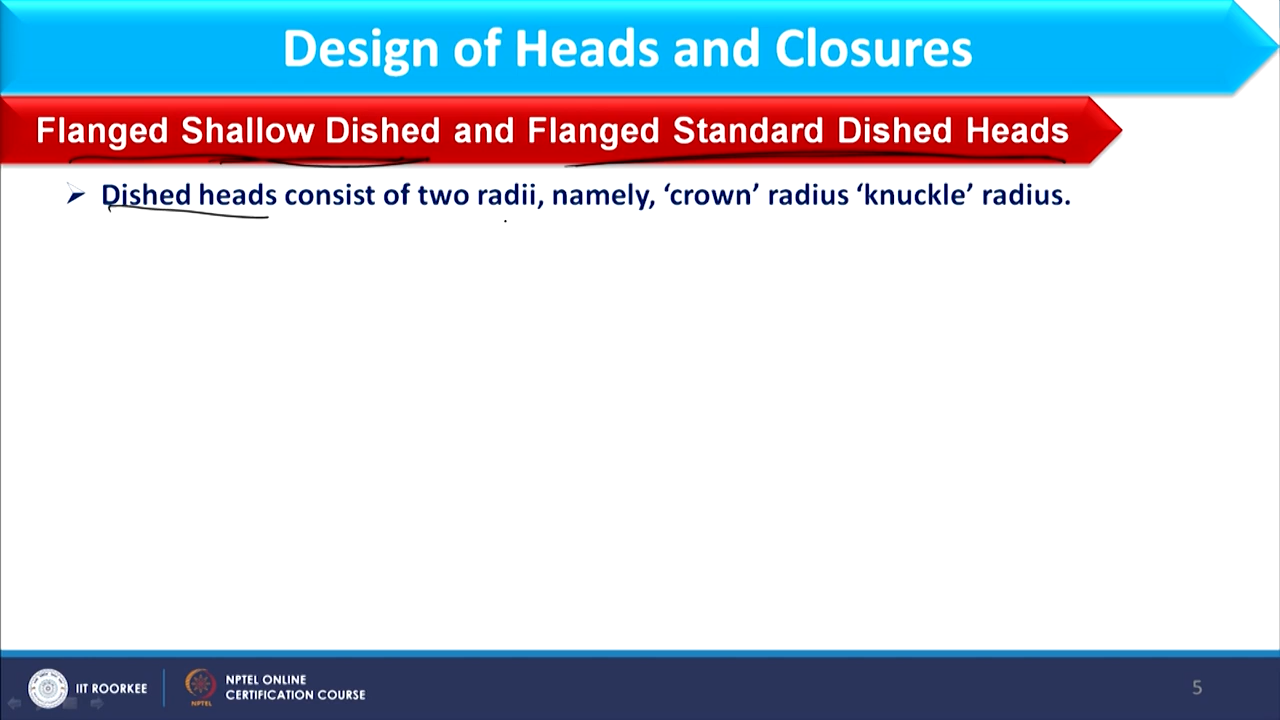 Design of Heads and Closures
Flanged Shallow Dished and Flanged Standard Dished Heads
Dished heads consist of two radii, namely, ‘crown’ radius ‘knuckle’ radius.
IIT ROORKEE
NPTEL
NPTEL ONLINE
CERTIFICATION COURSE
5